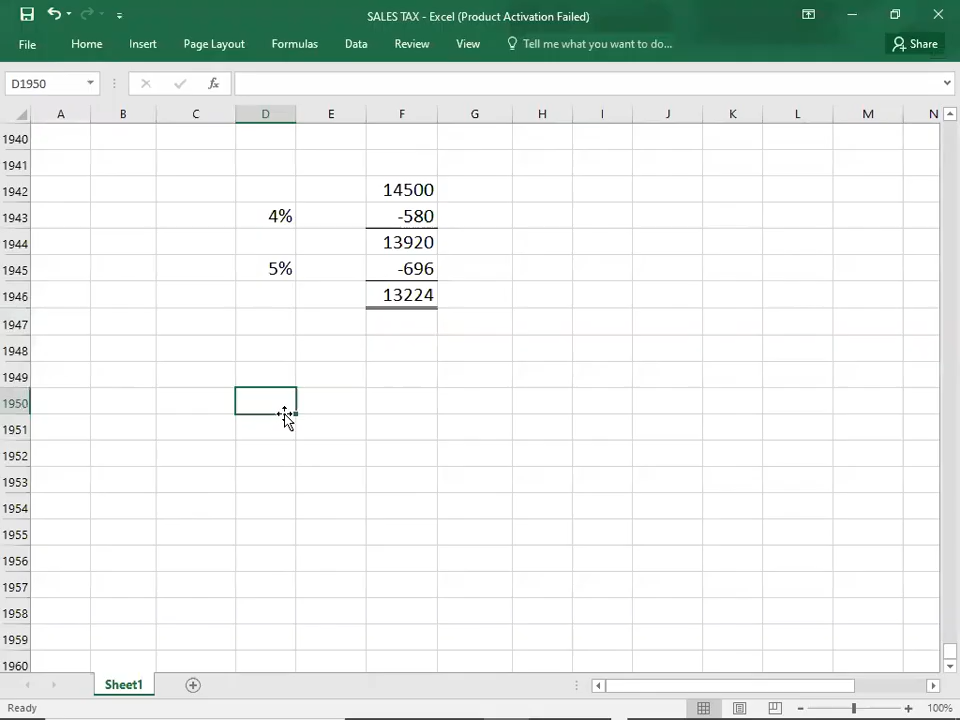 SALES TAX - Excel (Product Activation Failed)
File Home Insert Page Layout Formulas Data Review View Tell me what you want to do... Share
D1950 fx
A B C D E F G H I J K L M N
1940
1941
1942 14500
1943 4% -580
1944 13920
1945 5% -696
1946 13224
1947
1948
1949
1950
1951
1952
1953
1954
1955
1956
1957
1958
1959
1960
Sheet1
Ready 100%